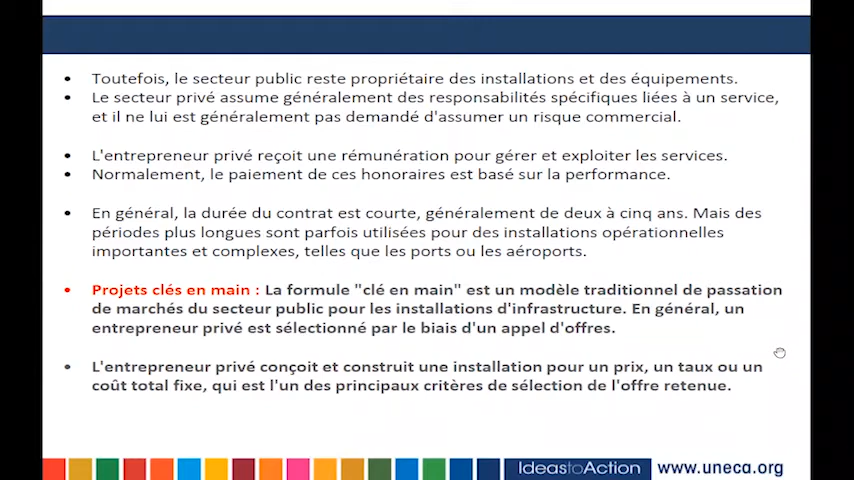 • Toutefois, le secteur public reste propriétaire des installations et des équipements.
• Le secteur privé assume généralement des responsabilités spécifiques liées à un service,
et il ne lui est généralement pas demandé d'assumer un risque commercial.
• L'entrepreneur privé reçoit une rémunération pour gérer et exploiter les services.
• Normalement, le paiement de ces honoraires est basé sur la performance.
• En général, la durée du contrat est courte, généralement de deux à cinq ans. Mais des
périodes plus longues sont parfois utilisées pour des installations opérationnelles
importantes et complexes, telles que les ports ou les aéroports.
• Projets clés en main : La formule "clé en main" est un modèle traditionnel de passation
de marchés du secteur public pour les installations d'infrastructure. En général, un
entrepreneur privé est sélectionné par le biais d'un appel d'offres.
• L'entrepreneur privé conçoit et construit une installation pour un prix, un taux ou un
coût total fixe, qui est l'un des principaux critères de sélection de l'offre retenue.
IdeastoAction www.uneca.org